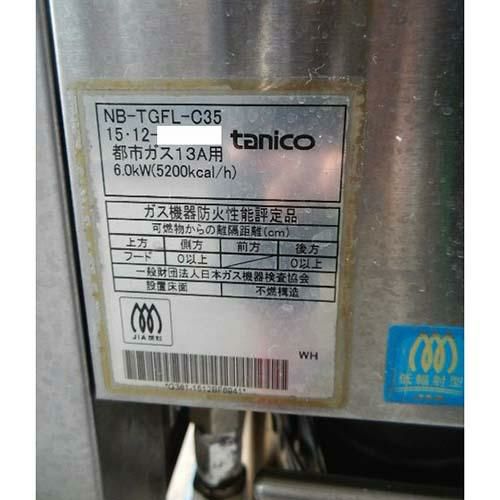 NB-TGFL-C35
15・12-
tanico
都市ガス13A用
6.0kW(5200kcal/h)
ガス機器防火性能評定品
可燃物からの離隔距離(cm)
上方 側方 前方 後方
フード 0以上 0以上
一般財団法人日本ガス機器検査協会
設置床面 不燃構造
WH
低輻射型